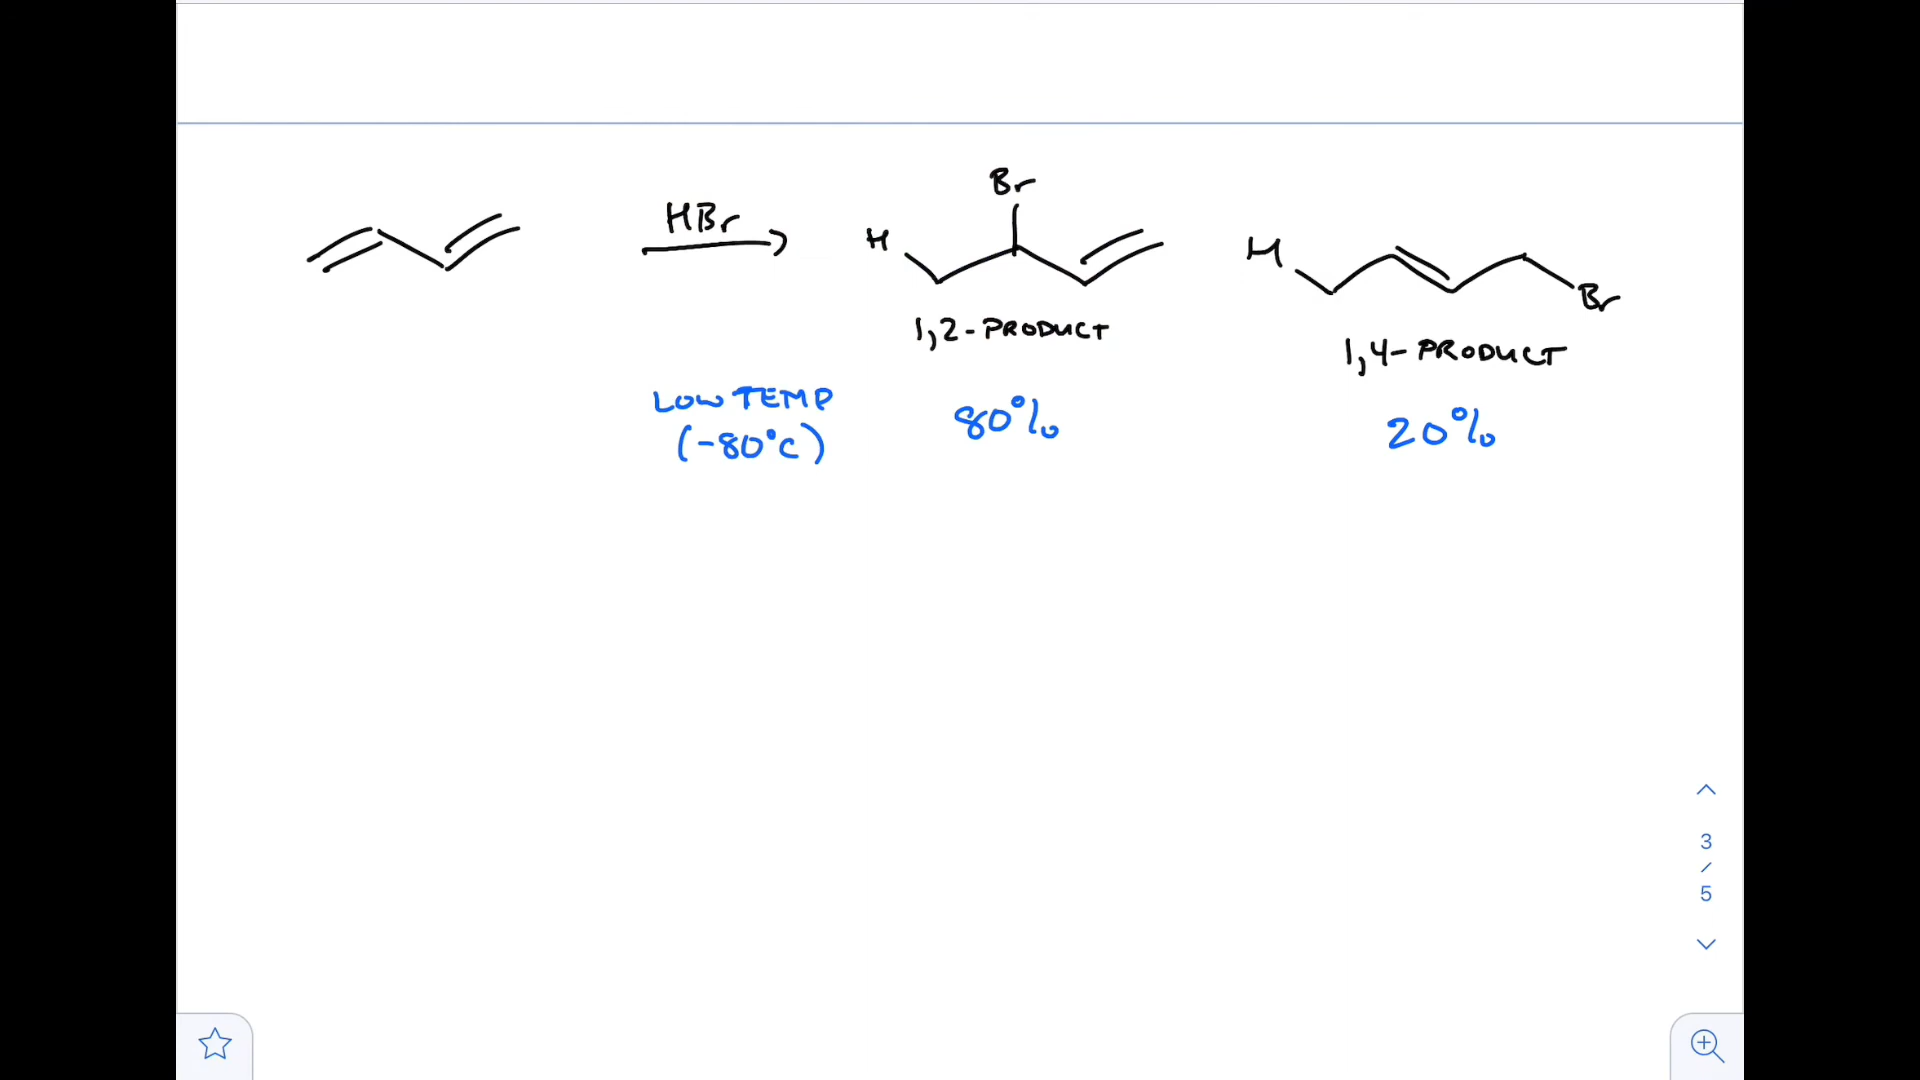 HBr
Br
H
H
Br
1,2-PRODUCT
1,4-PRODUCT
LOW TEMP
(-80°C)
80%
20%
3
/
5